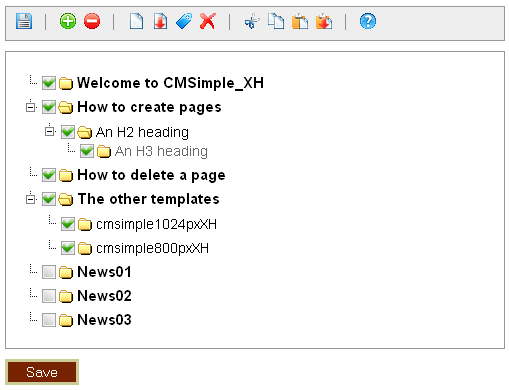 Welcome to CMSimple_XH
How to create pages
An H2 heading
An H3 heading
How to delete a page
The other templates
cmsimple1024pxXH
cmsimple800pxXH
News01
News02
News03
Save